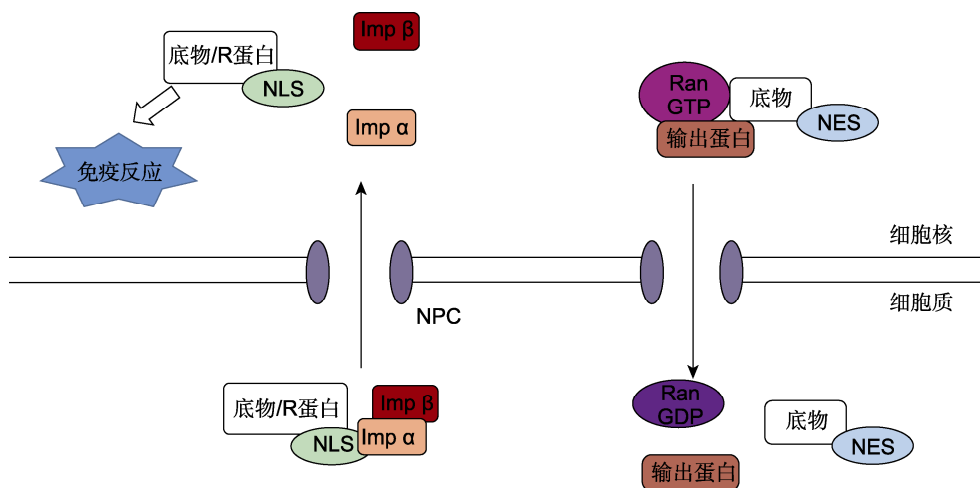 Imp β
底物/R蛋白
NLS
Imp α
免疫反应
Ran
GTP
底物
NES
输出蛋白
细胞核
细胞质
NPC
底物/R蛋白
Imp β
NLS
Imp α
Ran
GDP
底物
NES
输出蛋白